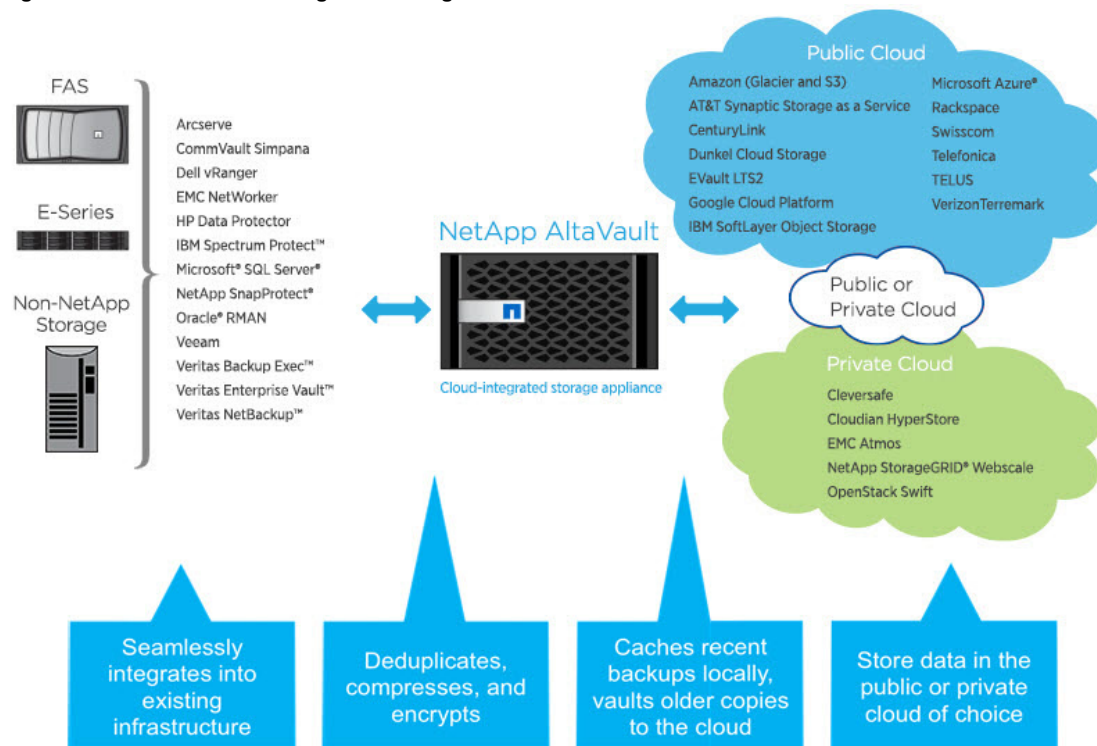 FAS
E-Series
Non-NetApp
Storage
Arcserve
CommVault Simpana
Dell vRanger
EMC NetWorker
HP Data Protector
IBM Spectrum Protect™
Microsoft® SQL Server®
NetApp SnapProtect®
Oracle® RMAN
Veeam
Veritas Backup Exec™
Veritas Enterprise Vault™
Veritas NetBackup™
NetApp AltaVault
Cloud-integrated storage appliance
Public Cloud
Amazon (Glacier and S3)
AT&T Synaptic Storage as a Service
CenturyLink
Dunkel Cloud Storage
EVault LTS2
Google Cloud Platform
IBM SoftLayer Object Storage
Microsoft Azure®
Rackspace
Swisscom
Telefonica
TELUS
VerizonTerremark
Public or
Private Cloud
Private Cloud
Cleversafe
Cloudian HyperStore
EMC Atmos
NetApp StorageGRID® Webscale
OpenStack Swift
Seamlessly
integrates into
existing
infrastructure
Deduplicates,
compresses, and
encrypts
Caches recent
backups locally,
vaults older copies
to the cloud
Store data in the
public or private
cloud of choice